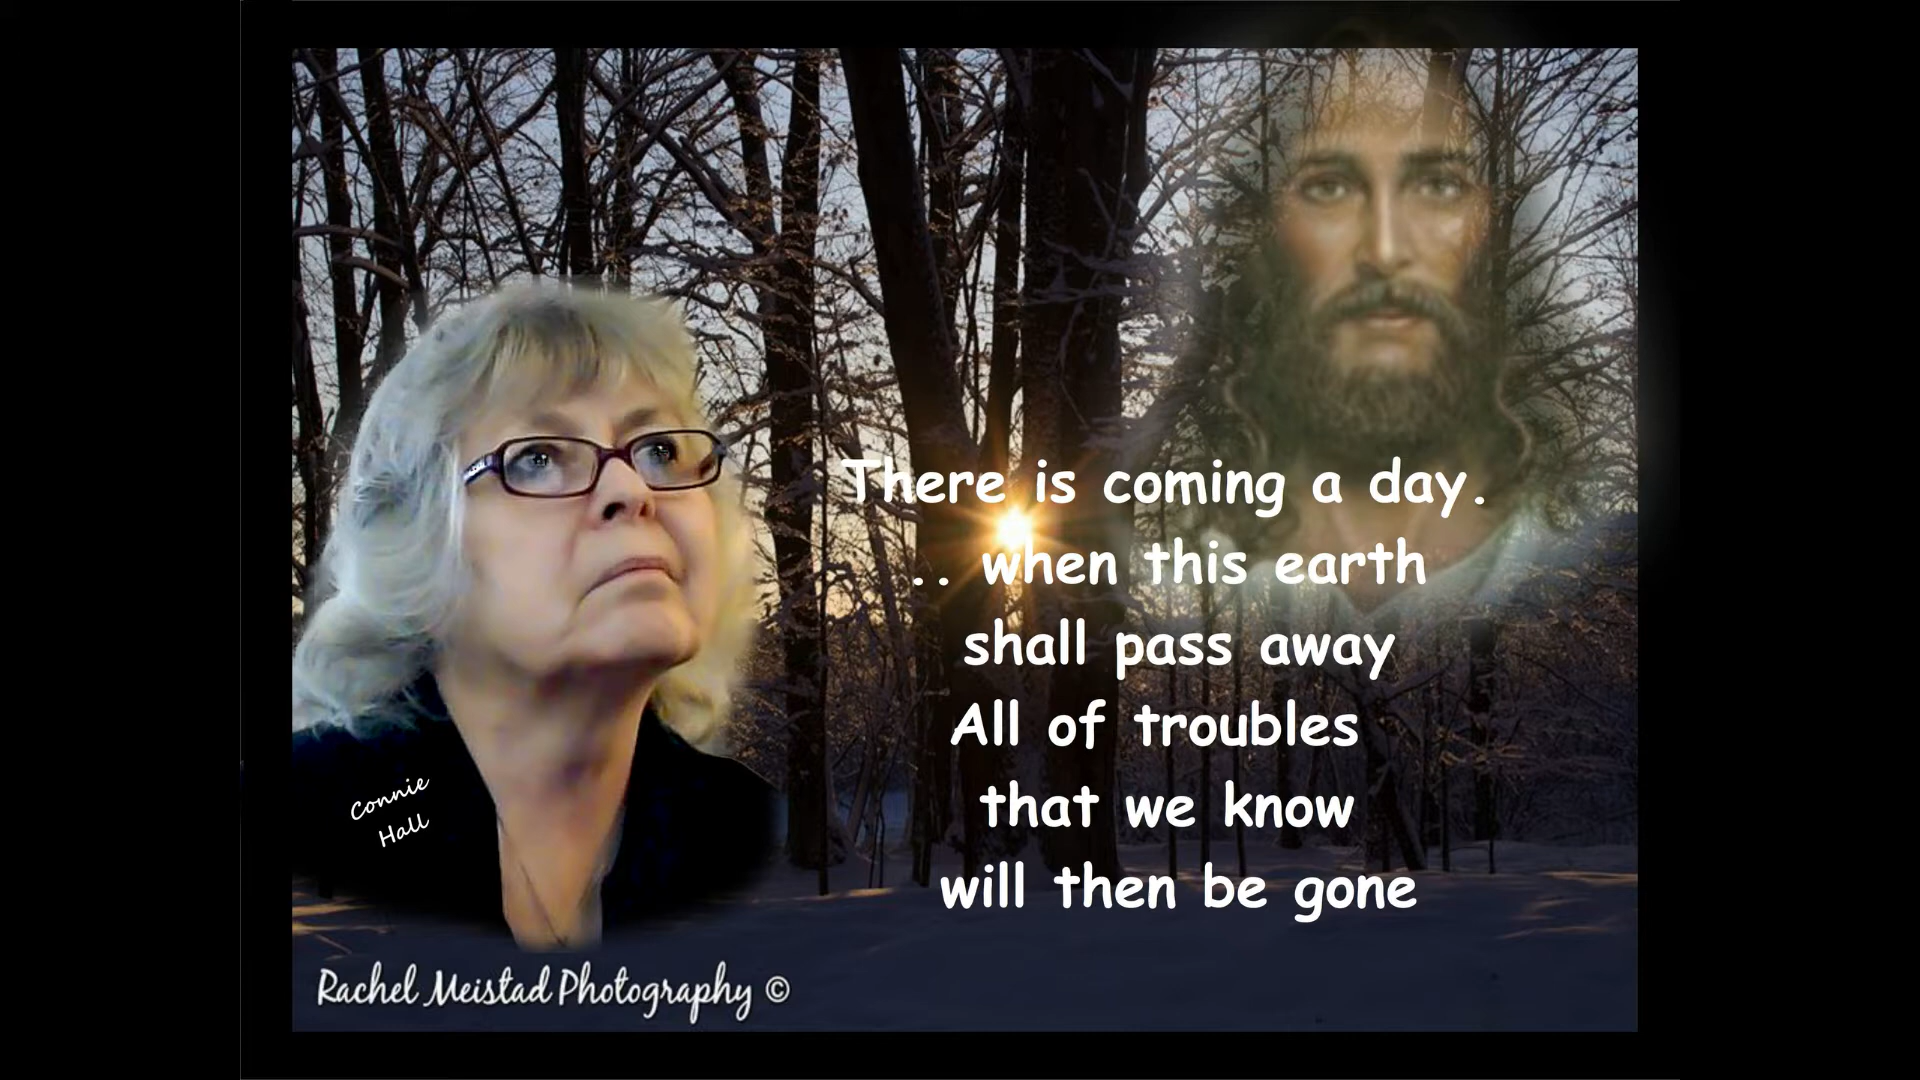 There is coming a day.
.. when this earth
shall pass away
All of troubles
that we know
will then be gone
Connie
Hall
Rachel Meistad Photography ©